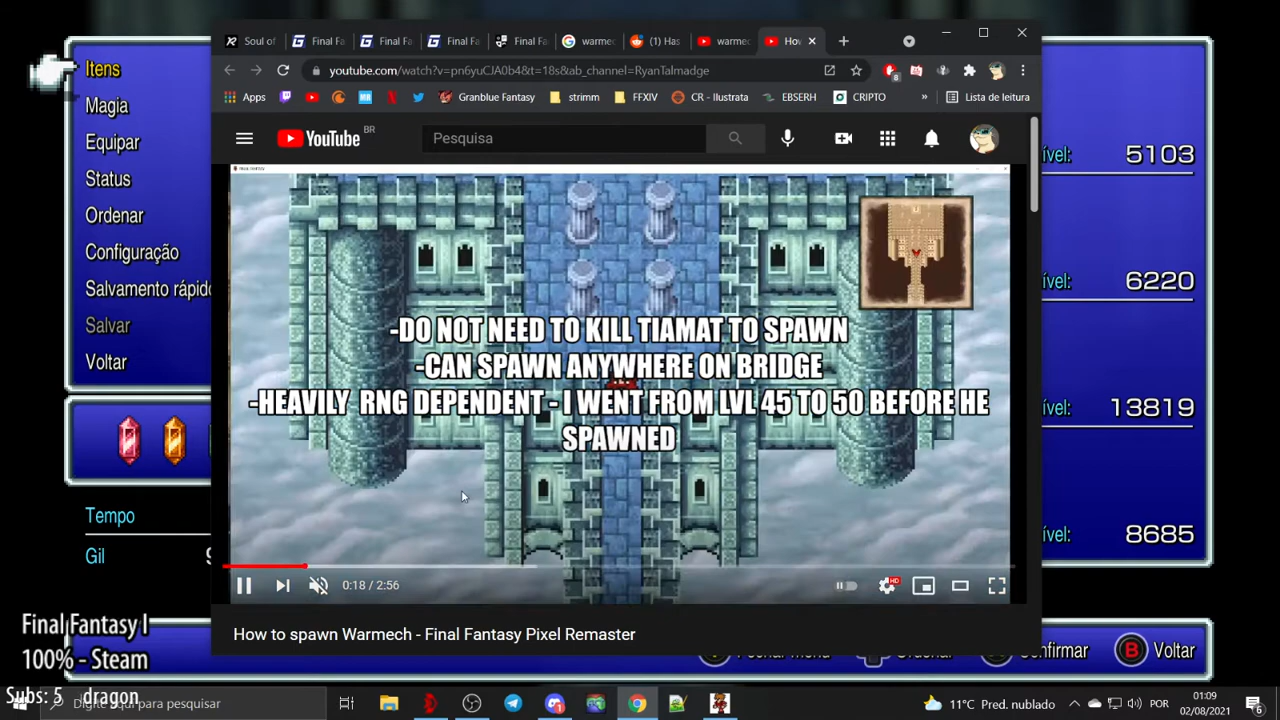 Soul of
Final Fa
Final Fa
Final Fa
Final Fa
warmec
(1) Has
warmec
How
youtube.com/watch?v=pn6yuCJA0b4&t=18s&ab_channel=RyanTalmadge
Apps
Granblue Fantasy
strimm
FFXIV
CR - Ilustrata
EBSERH
CRIPTO
»
Lista de leitura
YouTube BR
Pesquisa
Itens
Magia
Equipar
Status
Ordenar
Configuração
Salvamento rápido
Salvar
Voltar
ível: 5103
ível: 6220
ível: 13819
ível: 8685
-DO NOT NEED TO KILL TIAMAT TO SPAWN
-CAN SPAWN ANYWHERE ON BRIDGE
-HEAVILY RNG DEPENDENT - I WENT FROM LVL 45 TO 50 BEFORE HE
SPAWNED
Tempo
Gil 9
0:18 / 2:56
HD
How to spawn Warmech - Final Fantasy Pixel Remaster
Final Fantasy I
100% - Steam
Subs: 5 dragon
Confirmar
B Voltar
Digite aqui para pesquisar
11°C Pred. nublado
POR
01:09
02/08/2021
6